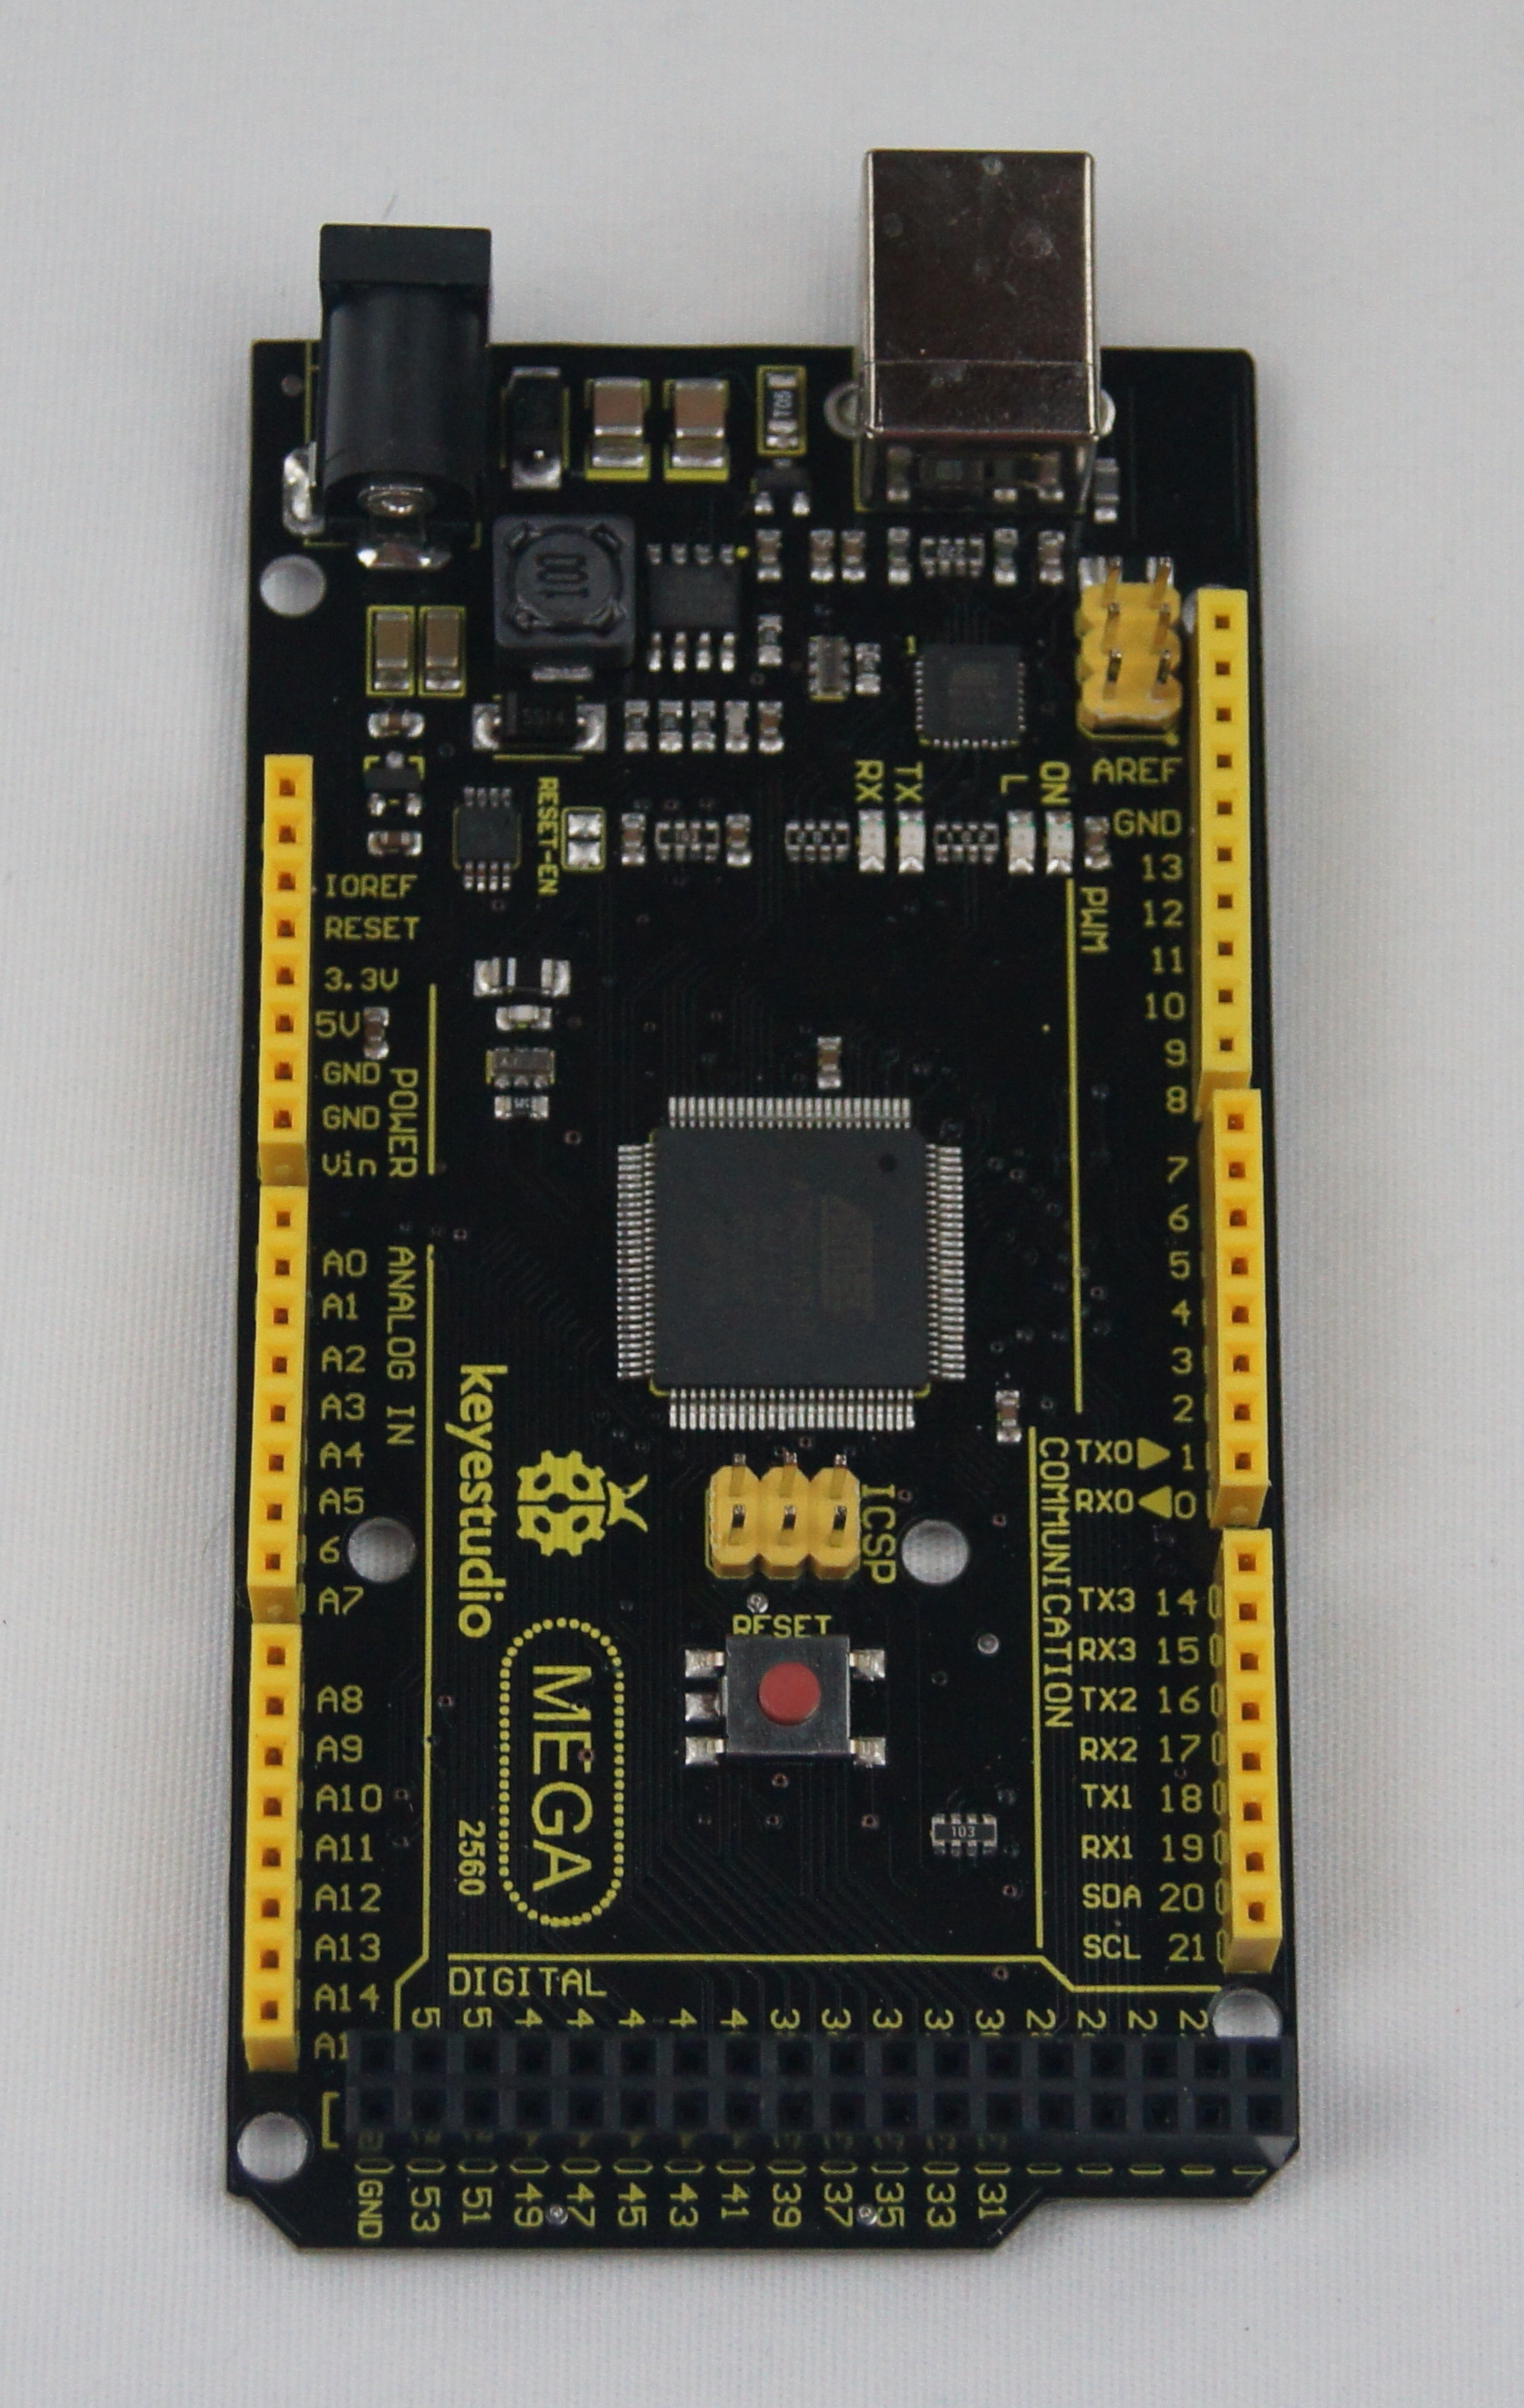 100
SS14
RESET-EN
103
RX
TX
L
ON
AREF
GND
13
12
11
10
9
8
PWM
7
6
5
4
3
2
TX0 1
RX0 0
IOREF
RESET
3.3V
5V
GND
GND
Vin
POWER
A0
A1
A2
A3
A4
A5
6
A7
ANALOG IN
A8
A9
A10
A11
A12
A13
A14
A1
keyestudio
MEGA
2560
ICSP
RESET
103
COMMUNICATION
TX3 14
RX3 15
TX2 16
RX2 17
TX1 18
RX1 19
SDA 20
SCL 21
DIGITAL
GND
53
51
49
47
45
43
41
39
37
35
33
31